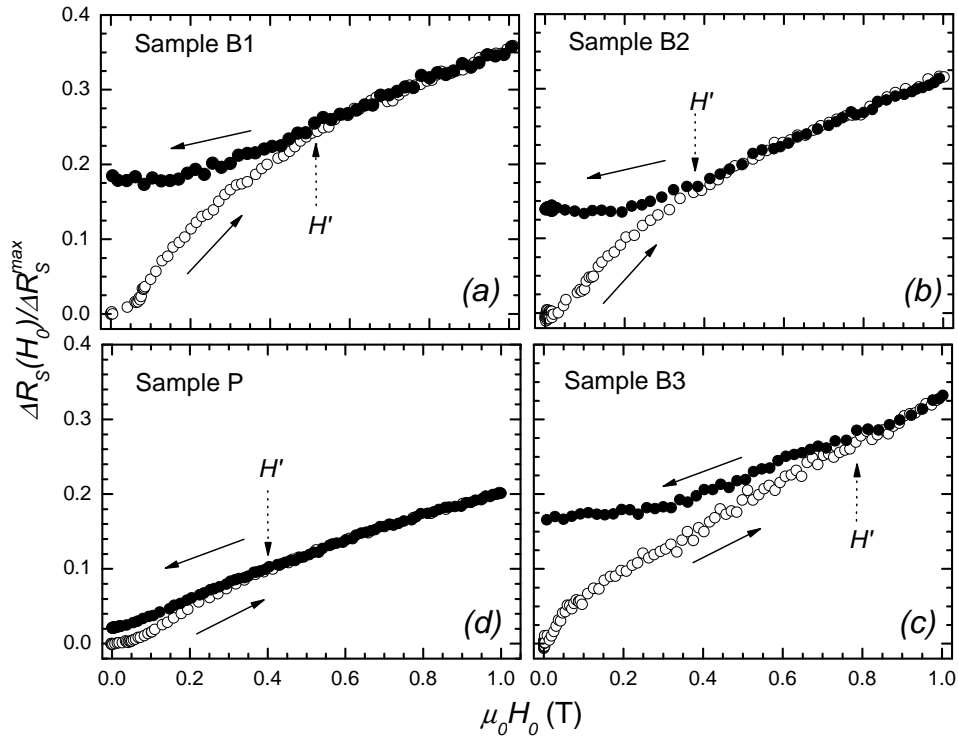 ΔR_S(H_0)/ΔR_S^max
Sample B1
0.4
0.3
0.2
0.1
0.0
H'
(a)
Sample B2
H'
(b)
Sample P
0.4
0.3
0.2
0.1
0.0
H'
(d)
0.0 0.2 0.4 0.6 0.8 1.0
Sample B3
H'
(c)
0.0 0.2 0.4 0.6 0.8 1.0
μ_0H_0 (T)